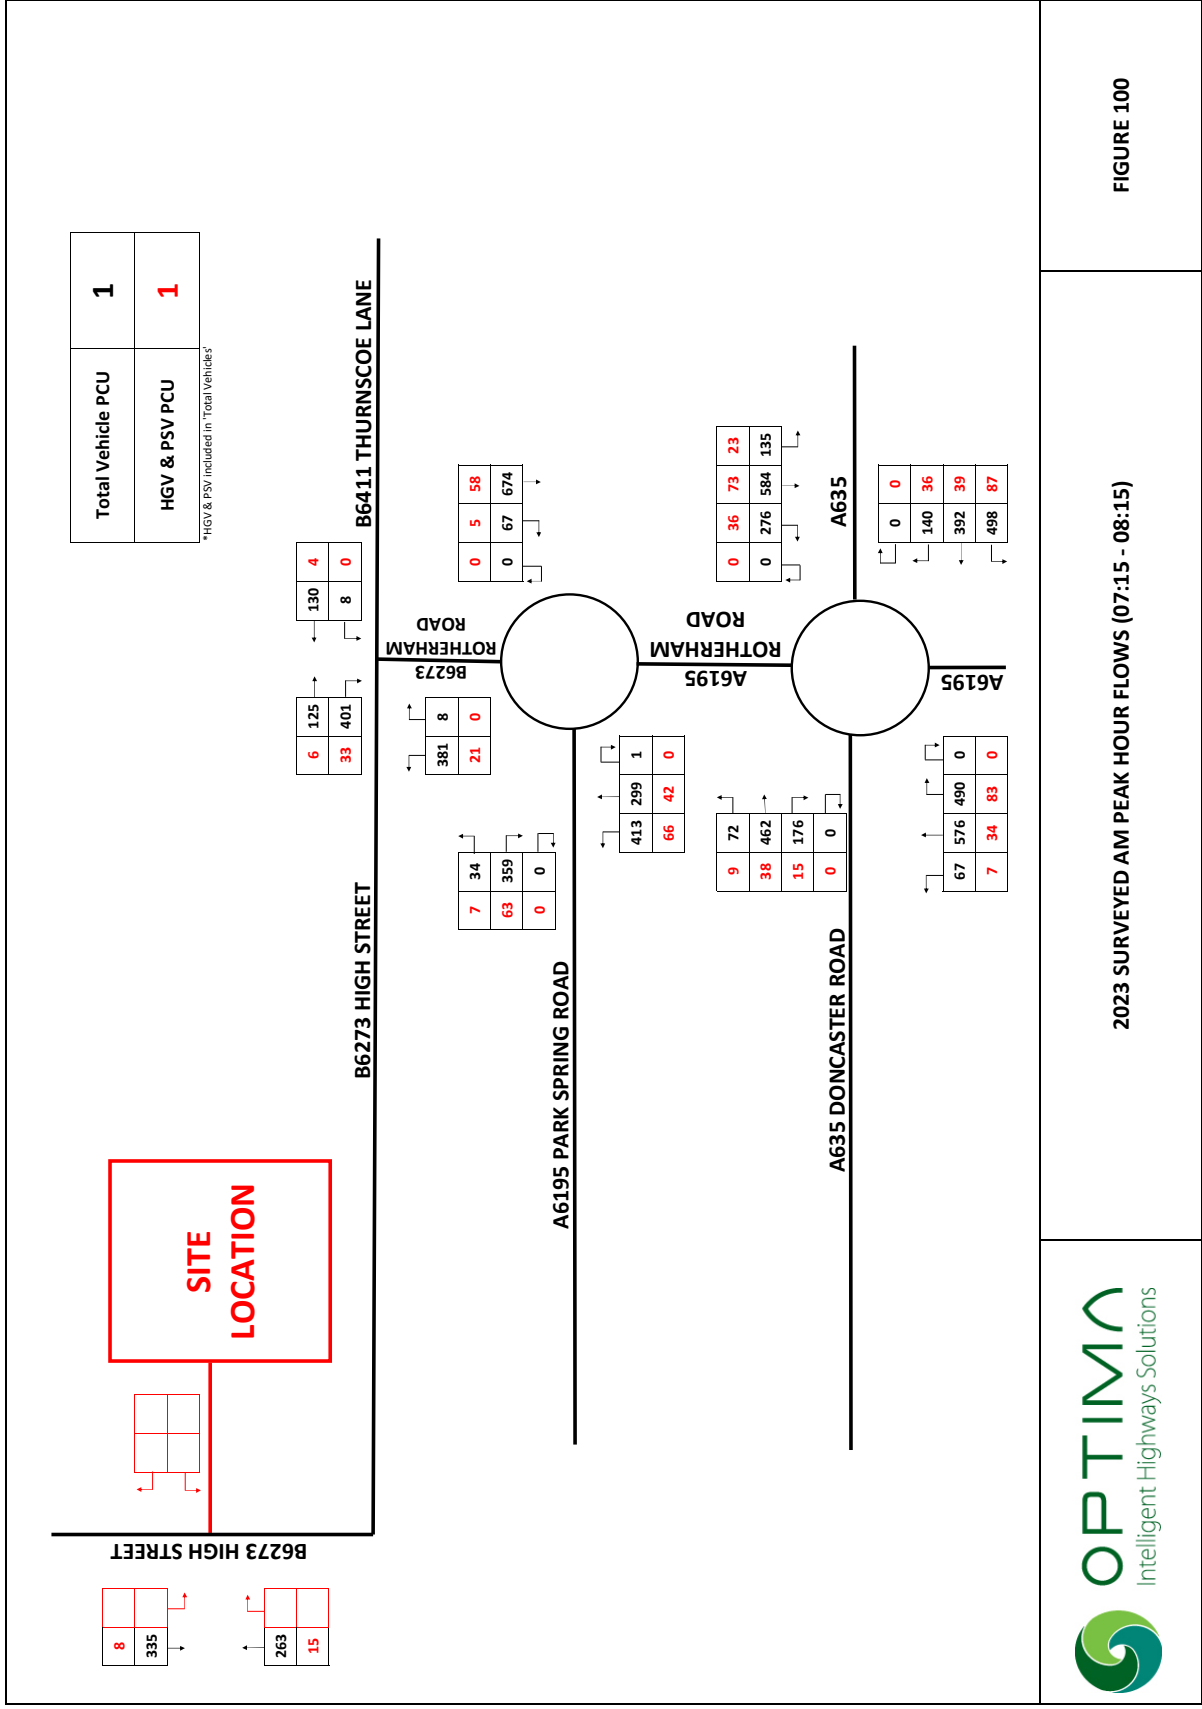 Total Vehicle PCU 1
HGV & PSV PCU 1
*HGV & PSV included in 'Total Vehicles'
SITE
LOCATION
B6273 HIGH STREET
8
335
263
15
B6273 HIGH STREET
B6411 THURNSCOE LANE
6 125
33 401
130 4
8 0
B6273
ROTHERHAM
ROAD
381 8
21 0
0 5 58
0 67 674
7 34
63 359
0 0
A6195 PARK SPRING ROAD
413 299 1
66 42 0
A6195
ROTHERHAM
ROAD
0 36 73 23
0 276 584 135
9 72
38 462
15 176
0 0
A635 DONCASTER ROAD
A635
0 0
140 36
392 39
498 87
67 576 490 0
7 34 83 0
A6195
OPTIMA
Intelligent Highways Solutions
2023 SURVEYED AM PEAK HOUR FLOWS (07:15 - 08:15)
FIGURE 100